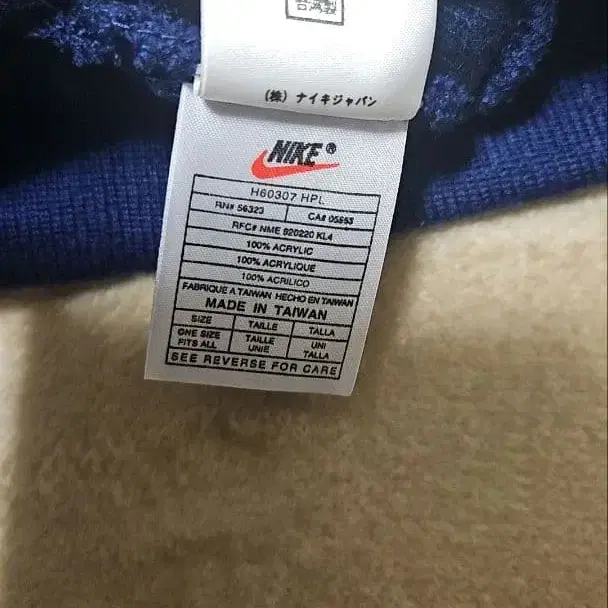 台湾製
(株) ナイキジャパン
NIKE®
H60307 HPL
RN# 56323 CA# 05553
RFC# NME 920220 KL4
100% ACRYLIC
100% ACRYLIQUE
100% ACRILICO
FABRIQUE A TAIWAN HECHO EN TAIWAN
MADE IN TAIWAN
SIZE TAILLE TALLA
ONE SIZE FITS ALL TAILLE UNIE UNI TALLA
SEE REVERSE FOR CARE